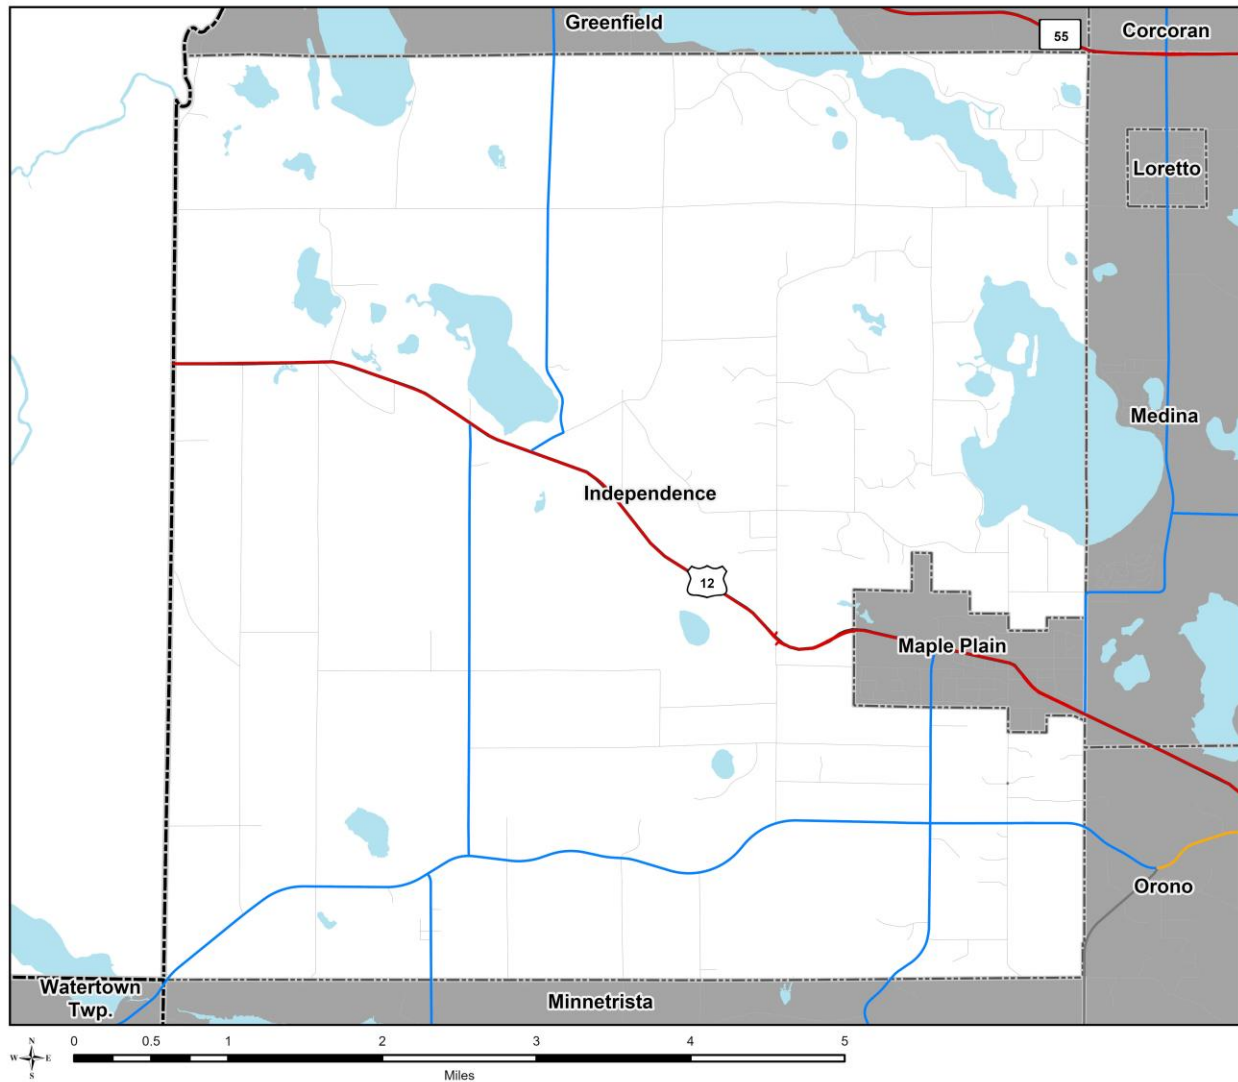 Greenfield
55
Corcoran
Loretto
Medina
Independence
12
Maple Plain
Orono
Watertown
Twp.
Minnetrista
N
W E
S
0 0.5 1 2 3 4 5
Miles